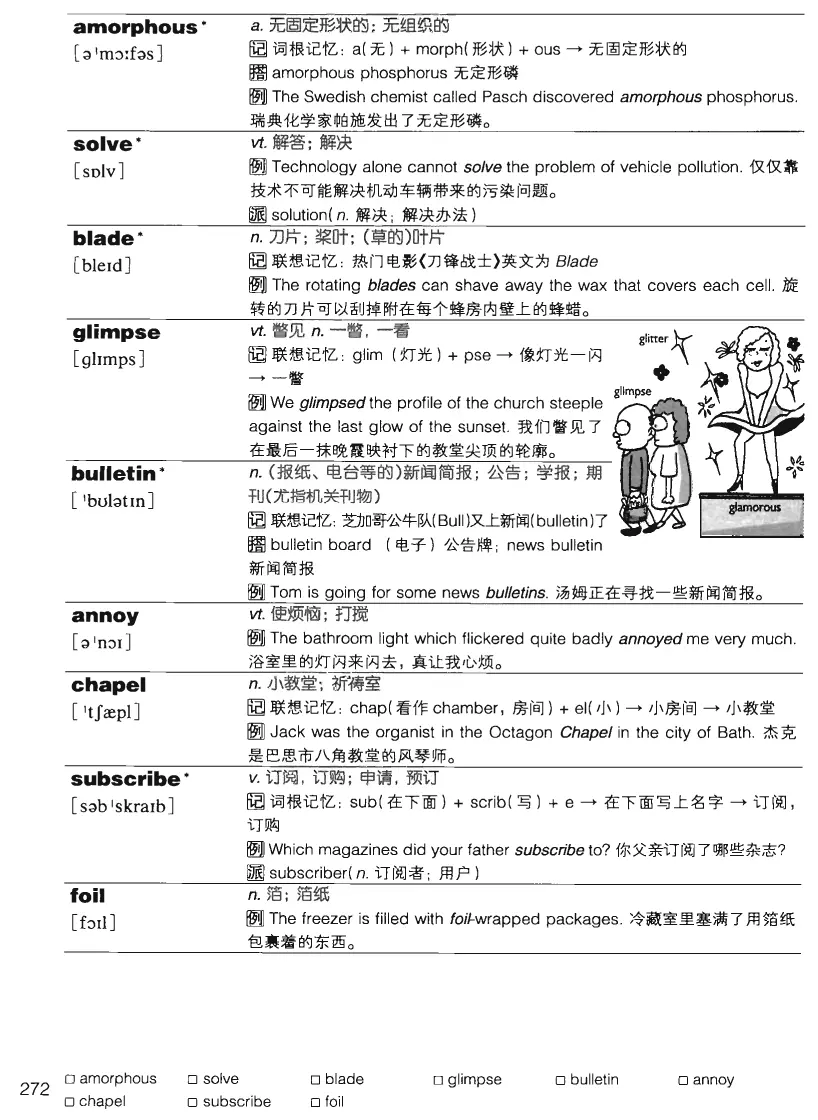 amorphous*
[əˈmɔːfəs]
a. 无固定形状的；无组织的
记 词根记忆：a(无) + morph(形状) + ous → 无固定形状的
搭 amorphous phosphorus 无定形磷
例 The Swedish chemist called Pasch discovered amorphous phosphorus.
瑞典化学家帕施发出了无定形磷。
solve*
[sɒlv]
vt. 解答；解决
例 Technology alone cannot solve the problem of vehicle pollution. 仅仅靠
技术不可能解决机动车辆带来的污染问题。
派 solution(n. 解决；解决办法)
blade*
[bleɪd]
n. 刀片；桨叶；(草的)叶片
记 联想记忆：热门电影《刀锋战士》英文为 Blade
例 The rotating blades can shave away the wax that covers each cell. 旋
转的刀片可以刮掉附在每个蜂房内壁上的蜂蜡。
glimpse
[ɡlɪmps]
vt. 瞥见 n. 一瞥，一看
记 联想记忆：glim (灯光) + pse → 像灯光一闪
→ 一瞥
例 We glimpsed the profile of the church steeple
against the last glow of the sunset. 我们瞥见了
在最后一抹晚霞映衬下的教堂尖顶的轮廓。
glitter
glimpse
glamorous
bulletin*
[ˈbʊlətɪn]
n. (报纸、电台等的)新闻简报；公告；学报；期
刊(尤指机关刊物)
记 联想记忆：芝加哥公牛队(Bull)又上新闻(bulletin)了
搭 bulletin board (电子) 公告牌；news bulletin
新闻简报
例 Tom is going for some news bulletins. 汤姆正在寻找一些新闻简报。
annoy
[əˈnɔɪ]
vt. 使烦恼；打搅
例 The bathroom light which flickered quite badly annoyed me very much.
浴室里的灯闪来闪去，真让我心烦。
chapel
[ˈtʃæpl]
n. 小教堂；祈祷室
记 联想记忆：chap(看作 chamber，房间) + el(小) → 小房间 → 小教堂
例 Jack was the organist in the Octagon Chapel in the city of Bath. 杰克
是巴思市八角教堂的风琴师。
subscribe*
[səbˈskraɪb]
v. 订阅，订购；申请，预订
记 词根记忆：sub(在下面) + scrib(写) + e → 在下面写上名字 → 订阅，
订购
例 Which magazines did your father subscribe to? 你父亲订阅了哪些杂志?
派 subscriber(n. 订阅者；用户)
foil
[fɔɪl]
n. 箔；箔纸
例 The freezer is filled with foil-wrapped packages. 冷藏室里塞满了用箔纸
包裹着的东西。
272 □ amorphous □ solve □ blade □ glimpse □ bulletin □ annoy
□ chapel □ subscribe □ foil